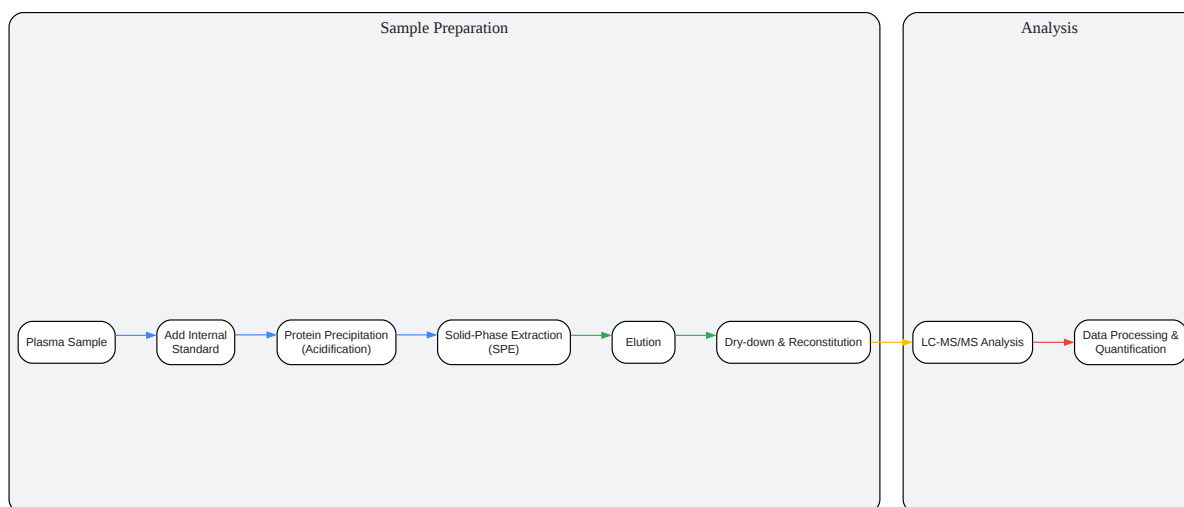 Sample Preparation
Analysis
Plasma Sample
Add Internal
Standard
Protein Precipitation
(Acidification)
Solid-Phase Extraction
(SPE)
Elution
Dry-down & Reconstitution
LC-MS/MS Analysis
Data Processing &
Quantification